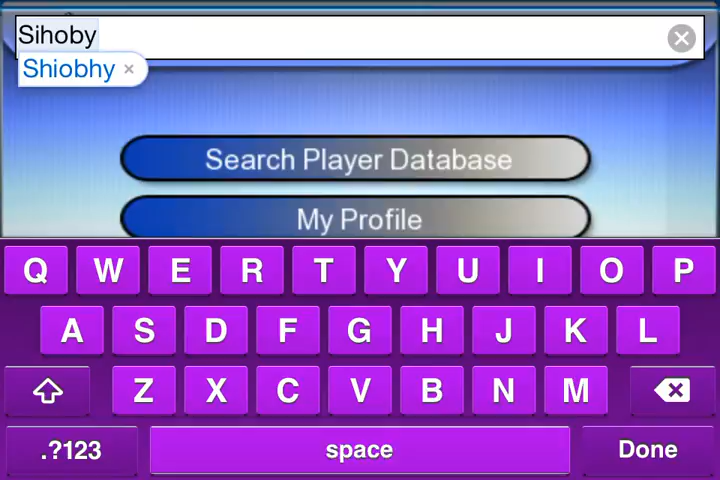 Sihoby
Shiobhy ×
Search Player Database
My Profile
Q W E R T Y U I O P
A S D F G H J K L
Z X C V B N M
.?123 space Done